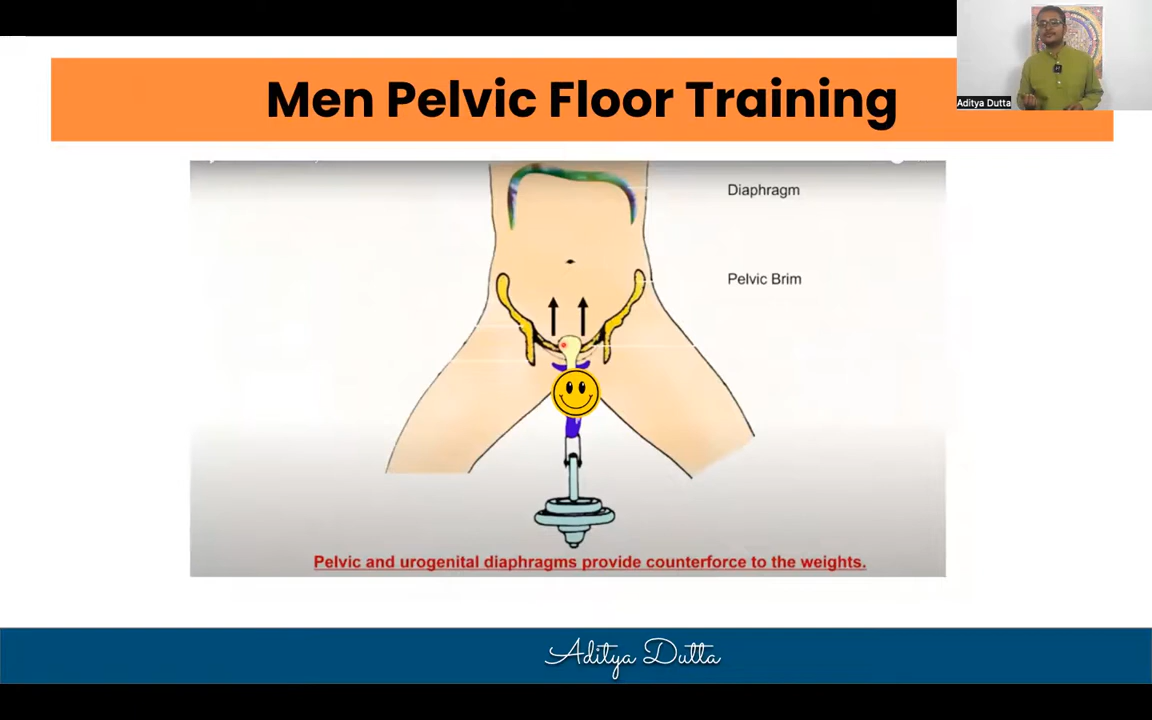 Men Pelvic Floor Training
Aditya Dutta
Diaphragm
Pelvic Brim
Pelvic and urogenital diaphragms provide counterforce to the weights.
Aditya Dutta